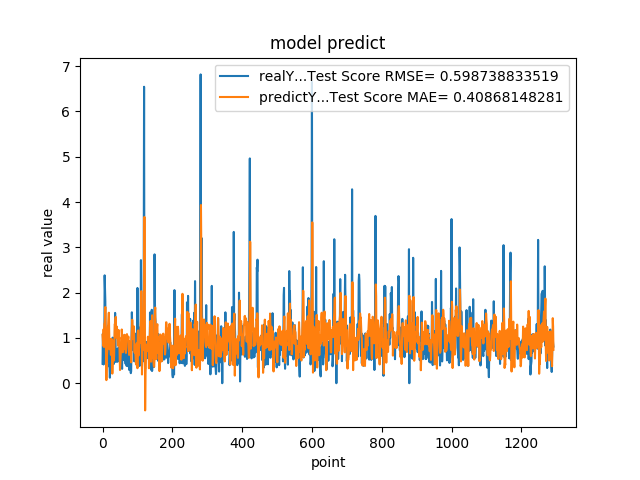 model predict
realY...Test Score RMSE= 0.598738833519
predictY...Test Score MAE= 0.40868148281
7
6
5
4
3
2
1
0
real value
0 200 400 600 800 1000 1200
point